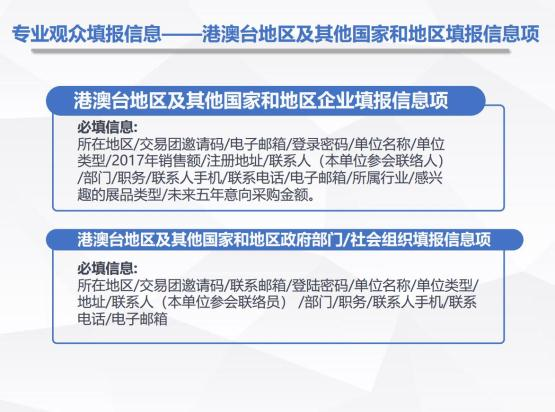 专业观众填报信息——港澳台地区及其他国家和地区填报信息项
港澳台地区及其他国家和地区企业填报信息项
必填信息:
所在地区/交易团邀请码/电子邮箱/登录密码/单位名称/单位
类型/2017年销售额/注册地址/联系人（本单位参会联络人）
/部门/职务/联系人手机/联系电话/电子邮箱/所属行业/感兴
趣的展品类型/未来五年意向采购金额。
港澳台地区及其他国家和地区政府部门/社会组织填报信息项
必填信息:
所在地区/交易团邀请码/联系邮箱/登陆密码/单位名称/单位类型/
地址/联系人（本单位参会联络员） /部门/职务/联系人手机/联系
电话/电子邮箱